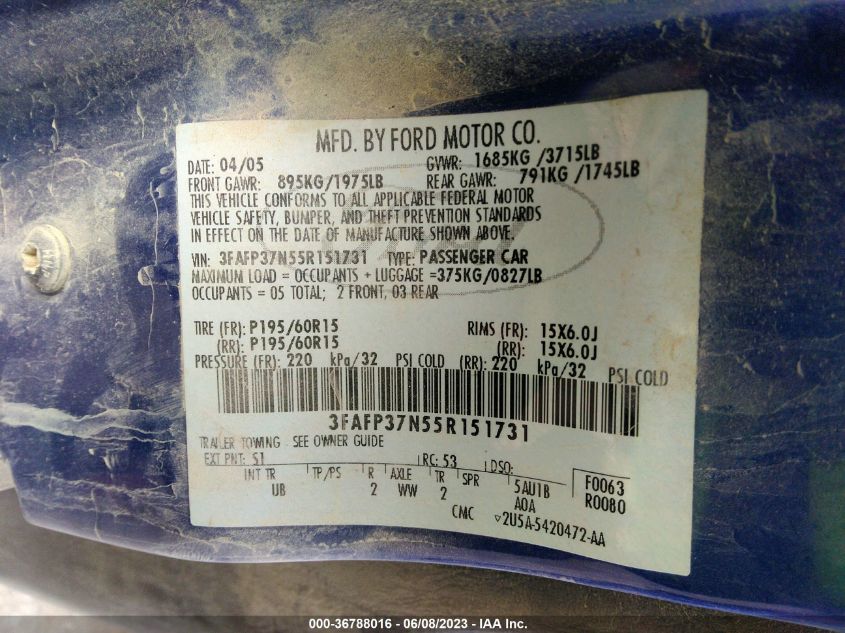 MFD. BY FORD MOTOR CO.
DATE: 04/05 GVWR: 1685KG /3715LB
FRONT GAWR: 895KG/1975LB REAR GAWR: 791KG /1745LB
THIS VEHICLE CONFORMS TO ALL APPLICABLE FEDERAL MOTOR
VEHICLE SAFETY, BUMPER, AND THEFT PREVENTION STANDARDS
IN EFFECT ON THE DATE OF MANUFACTURE SHOWN ABOVE.
VIN: 3FAFP37N55R151731 TYPE: PASSENGER CAR
MAXIMUM LOAD = OCCUPANTS + LUGGAGE =375KG/0827LB
OCCUPANTS = 05 TOTAL; 2 FRONT, 03 REAR
TIRE (FR): P195/60R15 RIMS (FR): 15X6.0J
(RR): P195/60R15 (RR): 15X6.0J
PRESSURE (FR): 220 kPa/32 PSI COLD (RR): 220 kPa/32 PSI COLD
3FAFP37N55R151731
TRAILER TOWING - SEE OWNER GUIDE
EXT PNT: S1 RC: 53 DSO:
INT TR TP/PS R AXLE TR SPR 5AU1B F0063
UB 2 WW 2 A0A R0080
CMC ▽2U5A-5420472-AA
000-36788016 - 06/08/2023 - IAA Inc.